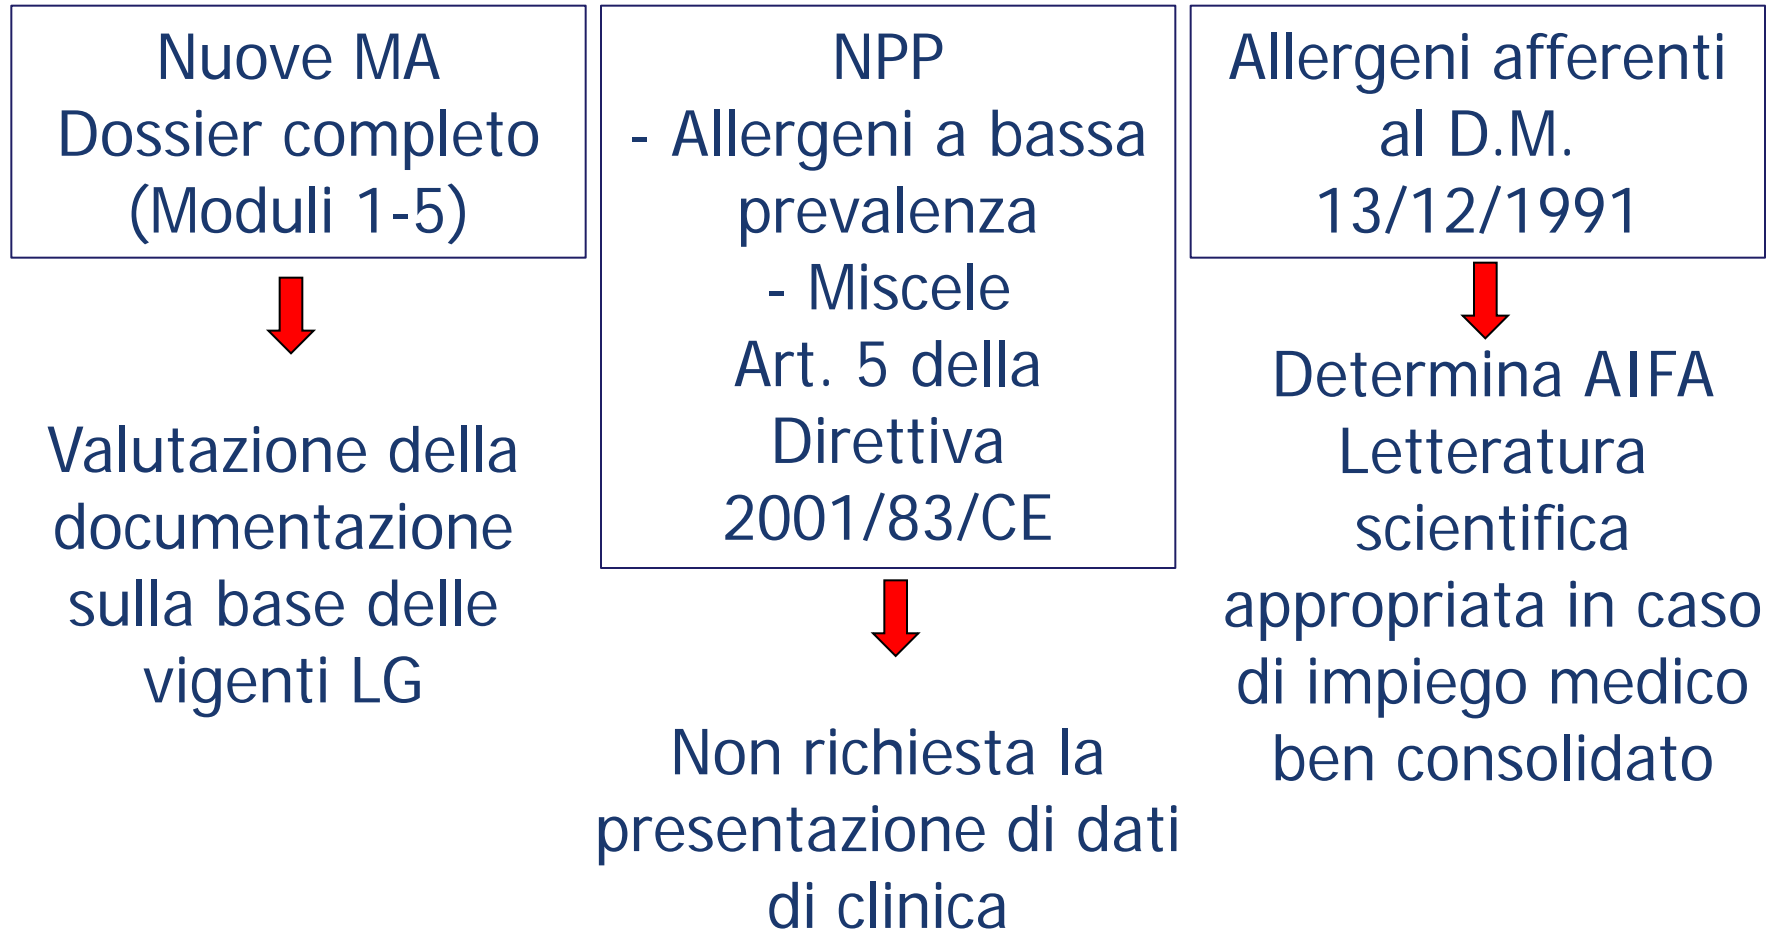 Nuove MA
Dossier completo
(Moduli 1-5)
Valutazione della
documentazione
sulla base delle
vigenti LG
NPP
- Allergeni a bassa
prevalenza
- Miscele
Art. 5 della
Direttiva
2001/83/CE
Non richiesta la
presentazione di dati
di clinica
Allergeni afferenti
al D.M.
13/12/1991
Determina AIFA
Letteratura
scientifica
appropriata in caso
di impiego medico
ben consolidato